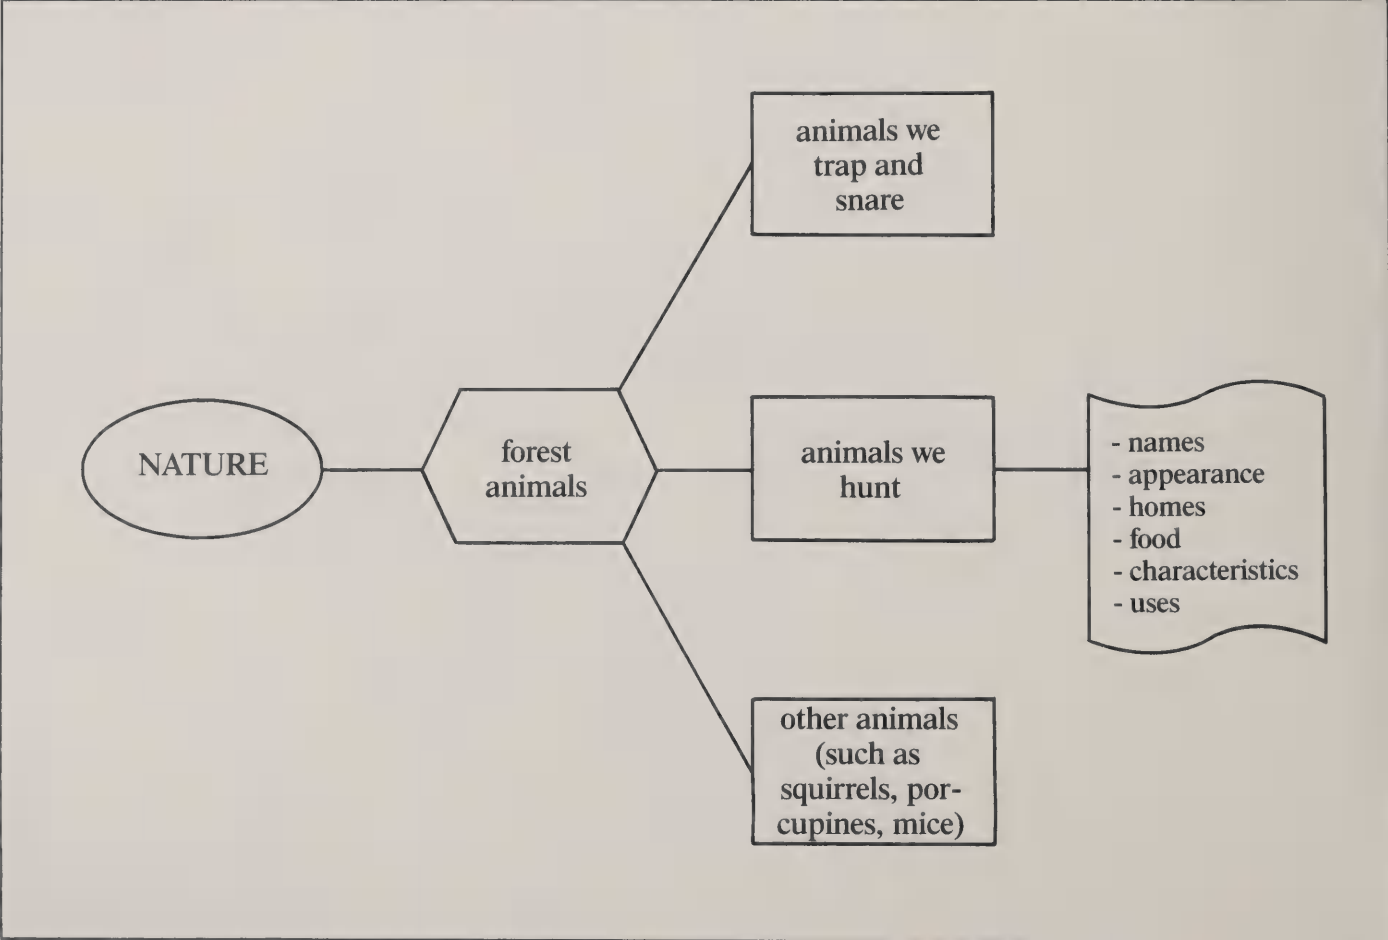 animals we
trap and
snare
NATURE
forest
animals
animals we
hunt
- names
- appearance
- homes
- food
- characteristics
- uses
other animals
(such as
squirrels, por-
cupines, mice)